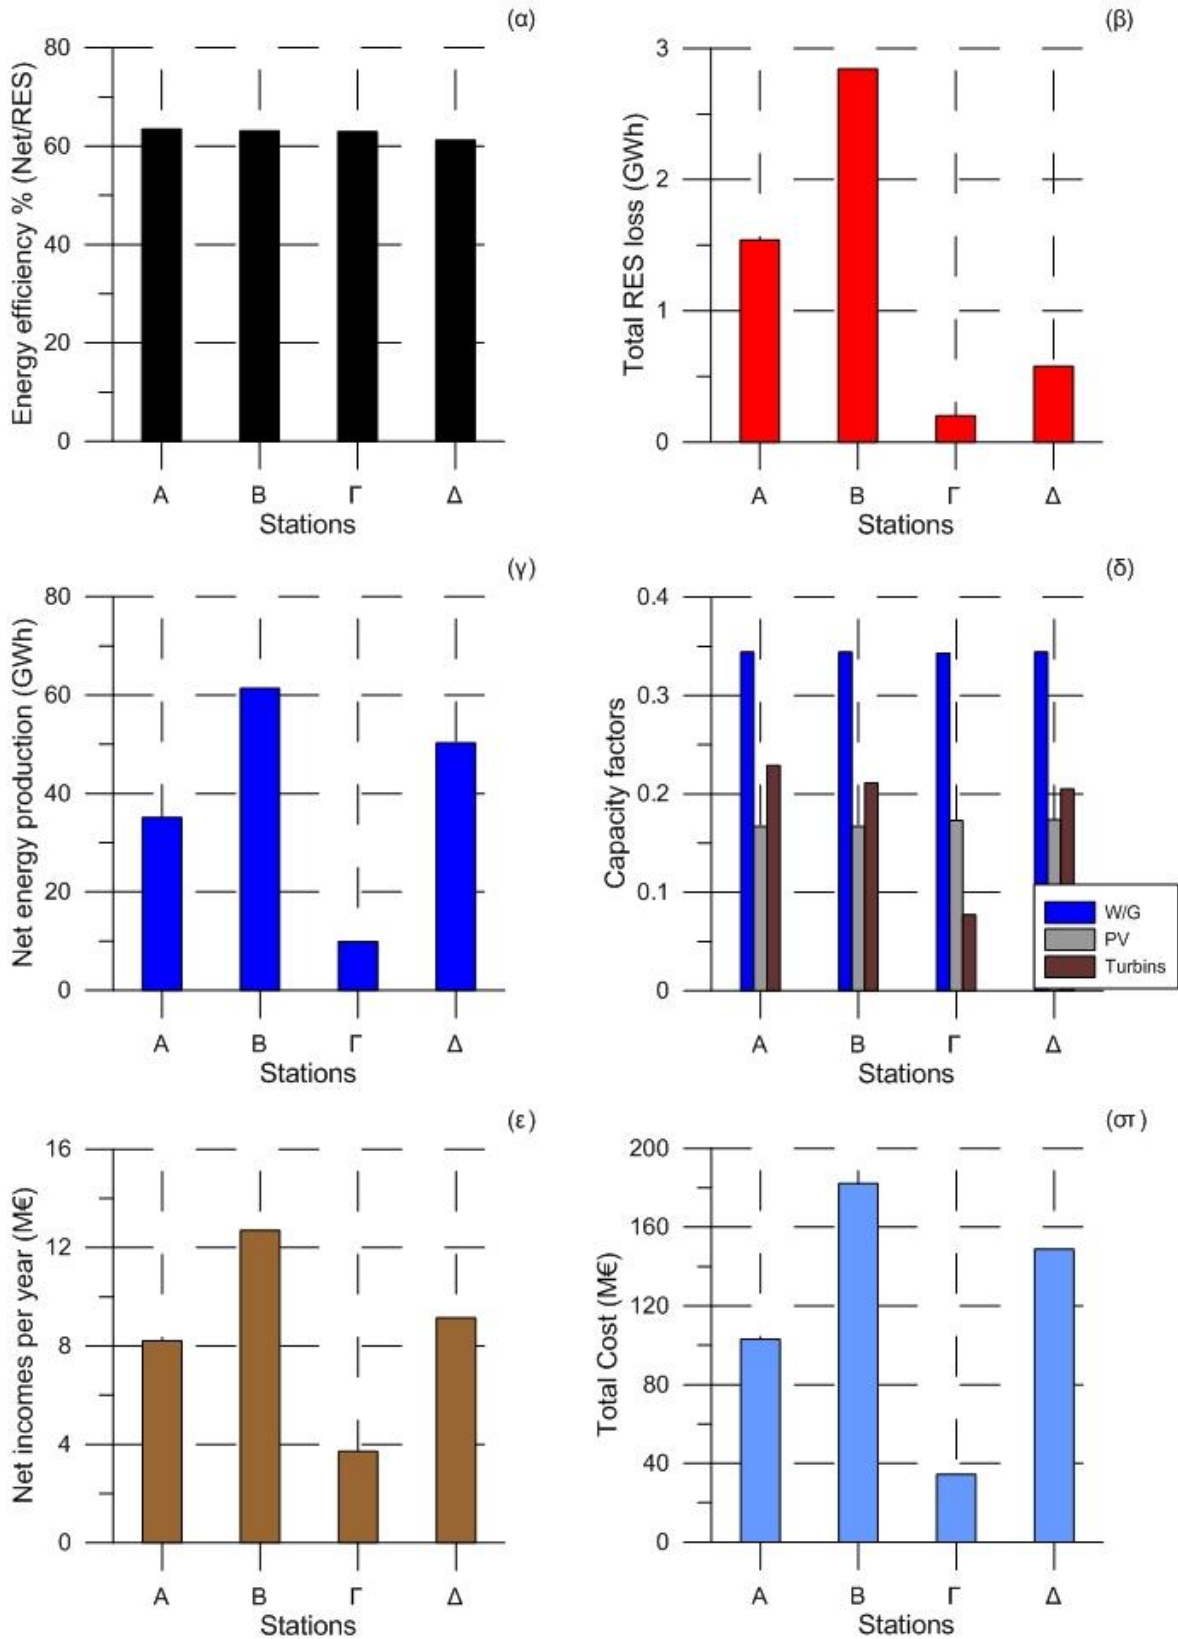 (α)
Energy efficiency % (Net/RES)
80
60
40
20
0
Α
Β
Γ
Δ
Stations
(β)
Total RES loss (GWh)
3
2
1
0
Α
Β
Γ
Δ
Stations
(γ)
Net energy production (GWh)
80
60
40
20
0
Α
Β
Γ
Δ
Stations
(δ)
Capacity factors
0.4
0.3
0.2
0.1
0
W/G
PV
Turbins
Α
Β
Γ
Δ
Stations
(ε)
Net incomes per year (M€)
16
12
8
4
0
Α
Β
Γ
Δ
Stations
(στ)
Total Cost (M€)
200
160
120
80
40
0
Α
Β
Γ
Δ
Stations